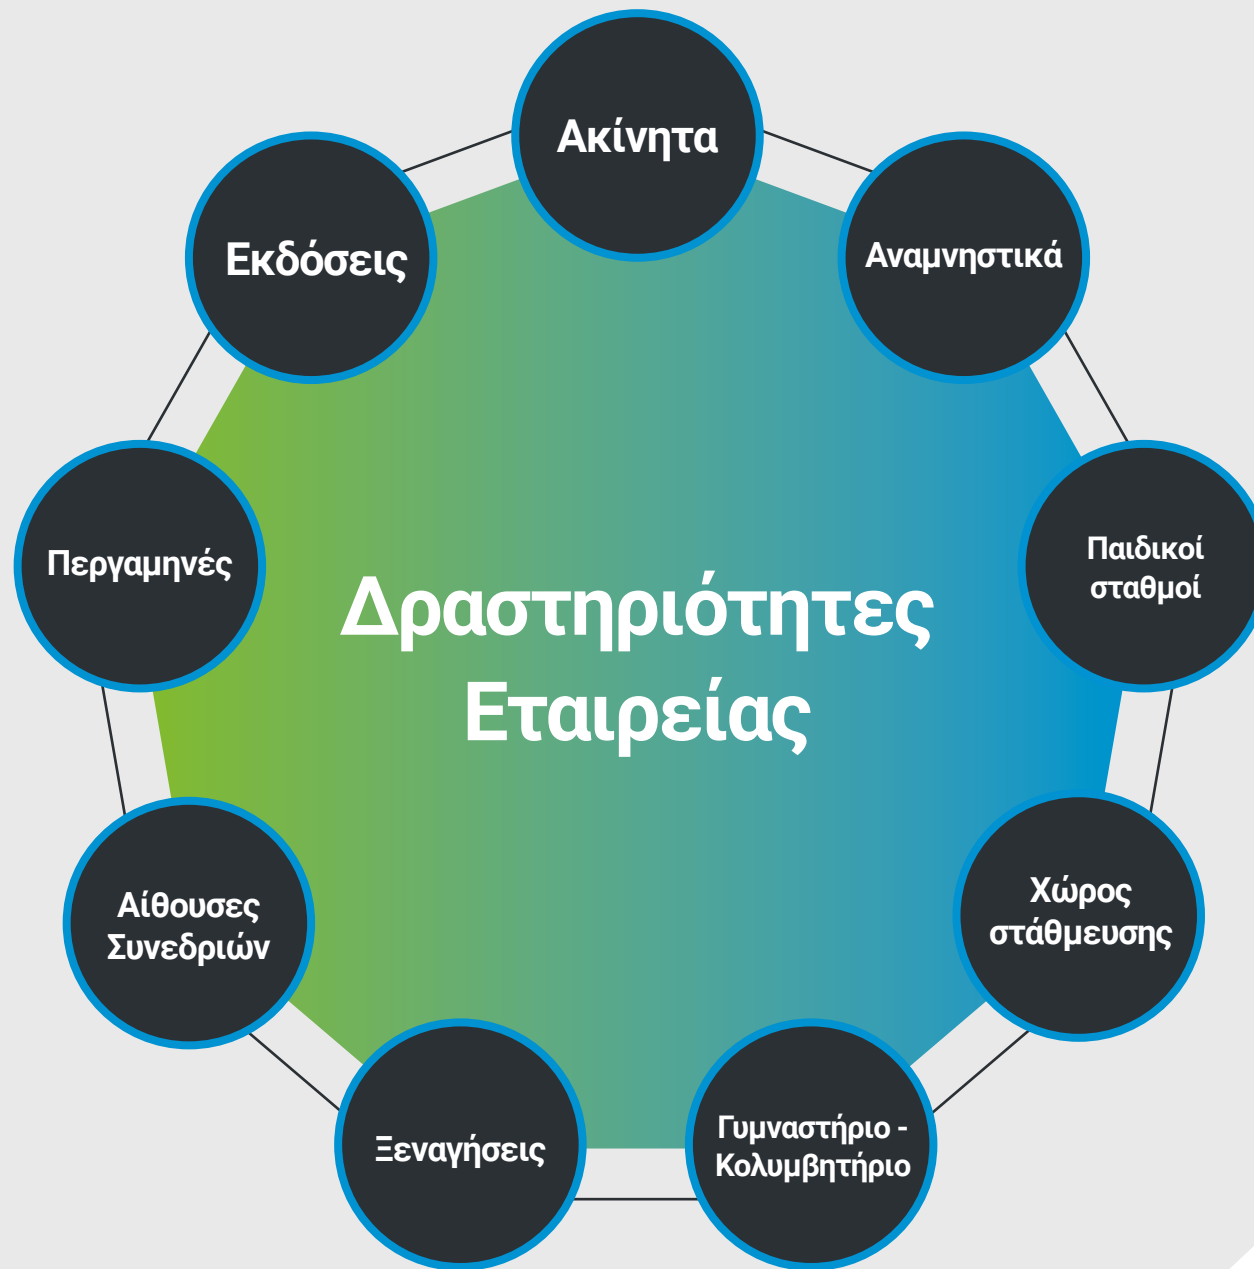 Ακίνητα
Αναμνηστικά
Εκδόσεις
Περγαμηνές
Παιδικοί
σταθμοί
Δραστηριότητες
Εταιρείας
Αίθουσες
Συνεδριών
Χώρος
στάθμευσης
Ξεναγήσεις
Γυμναστήριο -
Κολυμβητήριο